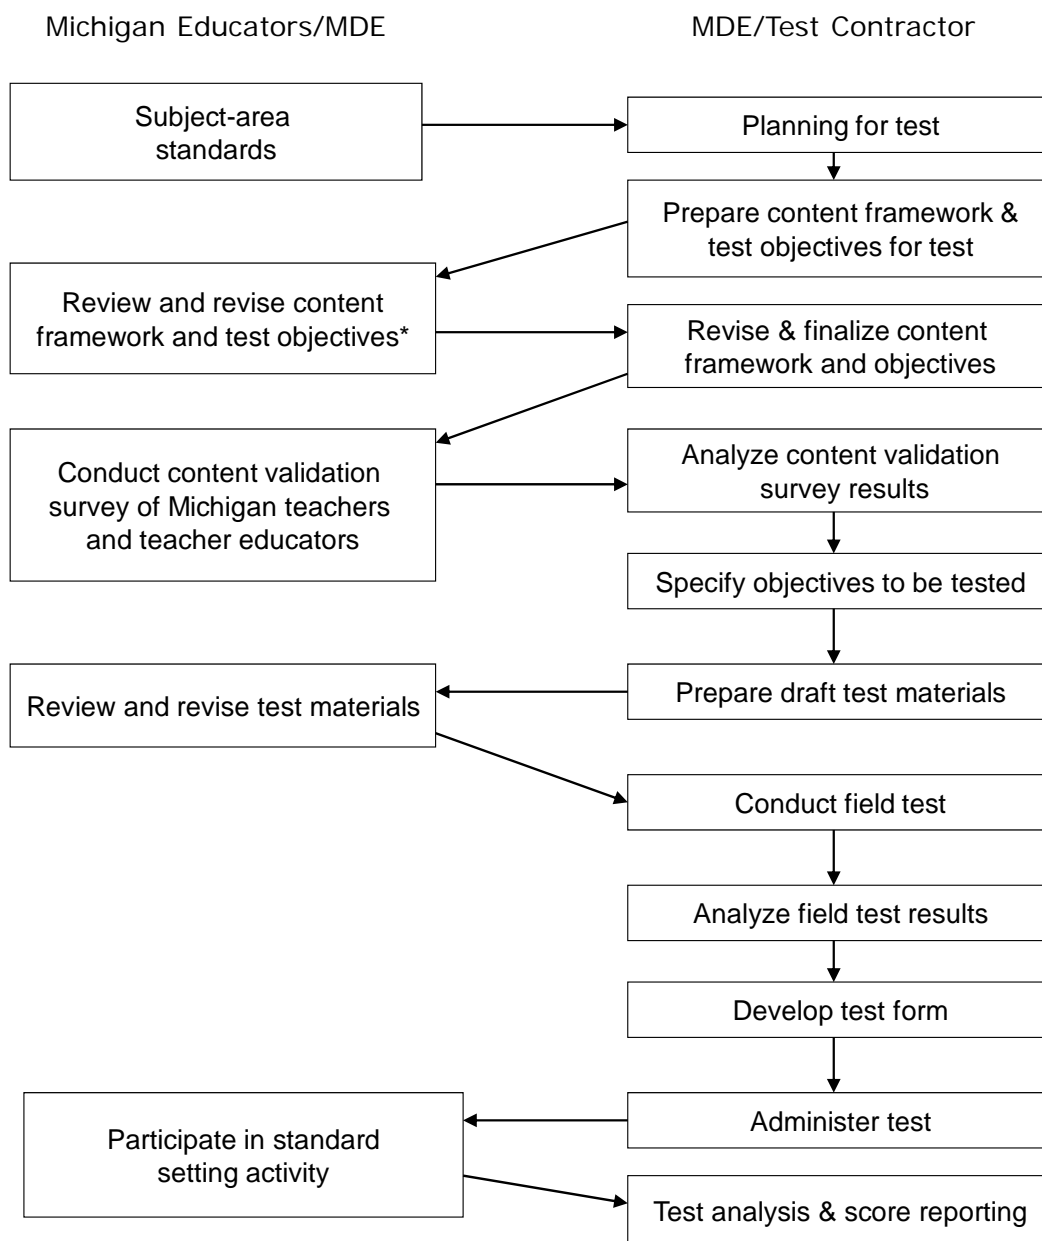 Michigan Educators/MDE
MDE/Test Contractor
Subject-area
standards
Planning for test
Prepare content framework &
test objectives for test
Review and revise content
framework and test objectives*
Revise & finalize content
framework and objectives
Conduct content validation
survey of Michigan teachers
and teacher educators
Analyze content validation
survey results
Specify objectives to be tested
Prepare draft test materials
Review and revise test materials
Conduct field test
Analyze field test results
Develop test form
Administer test
Participate in standard
setting activity
Test analysis & score reporting